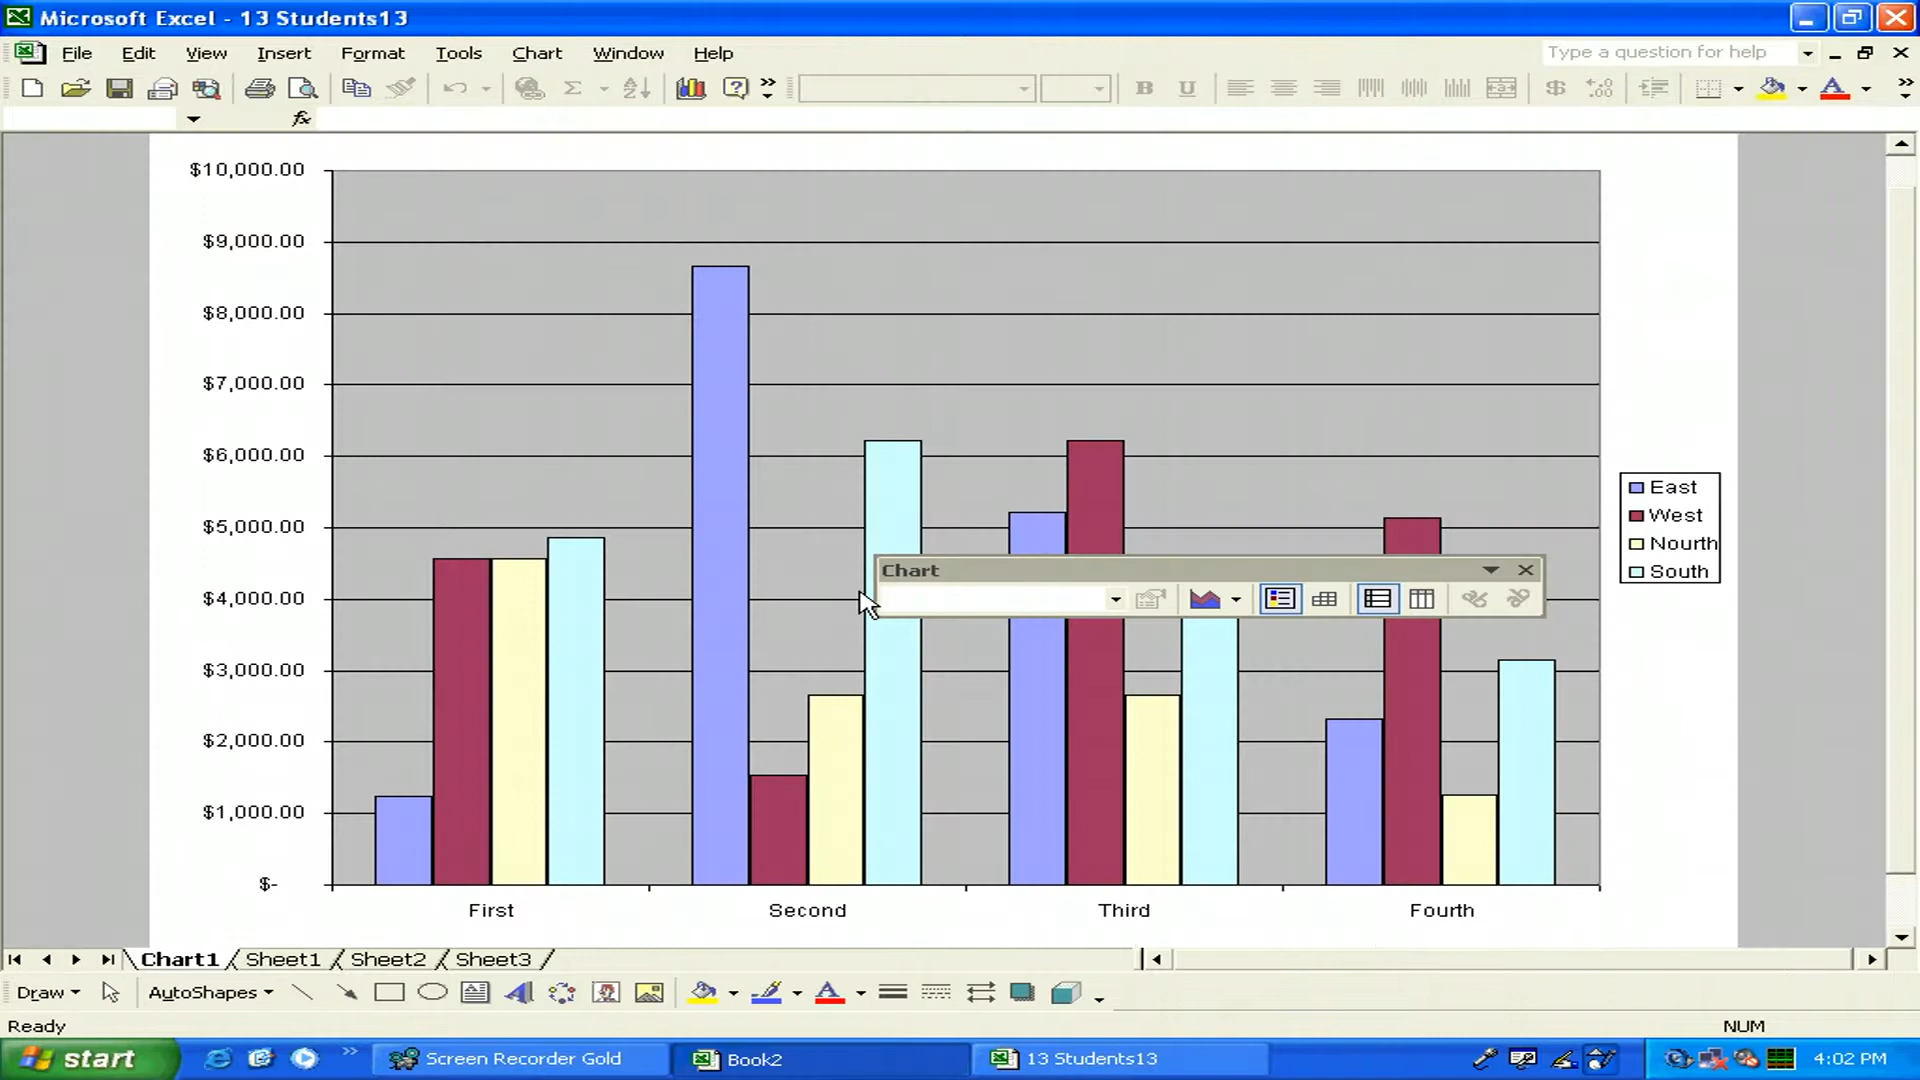 Microsoft Excel - 13 Students13
File Edit View Insert Format Tools Chart Window Help
Type a question for help
$10,000.00
$9,000.00
$8,000.00
$7,000.00
$6,000.00
$5,000.00
$4,000.00
$3,000.00
$2,000.00
$1,000.00
$-
First Second Third Fourth
East
West
Nourth
South
Chart
Chart1 Sheet1 Sheet2 Sheet3
Draw AutoShapes
Ready NUM
start Screen Recorder Gold Book2 13 Students13 4:02 PM